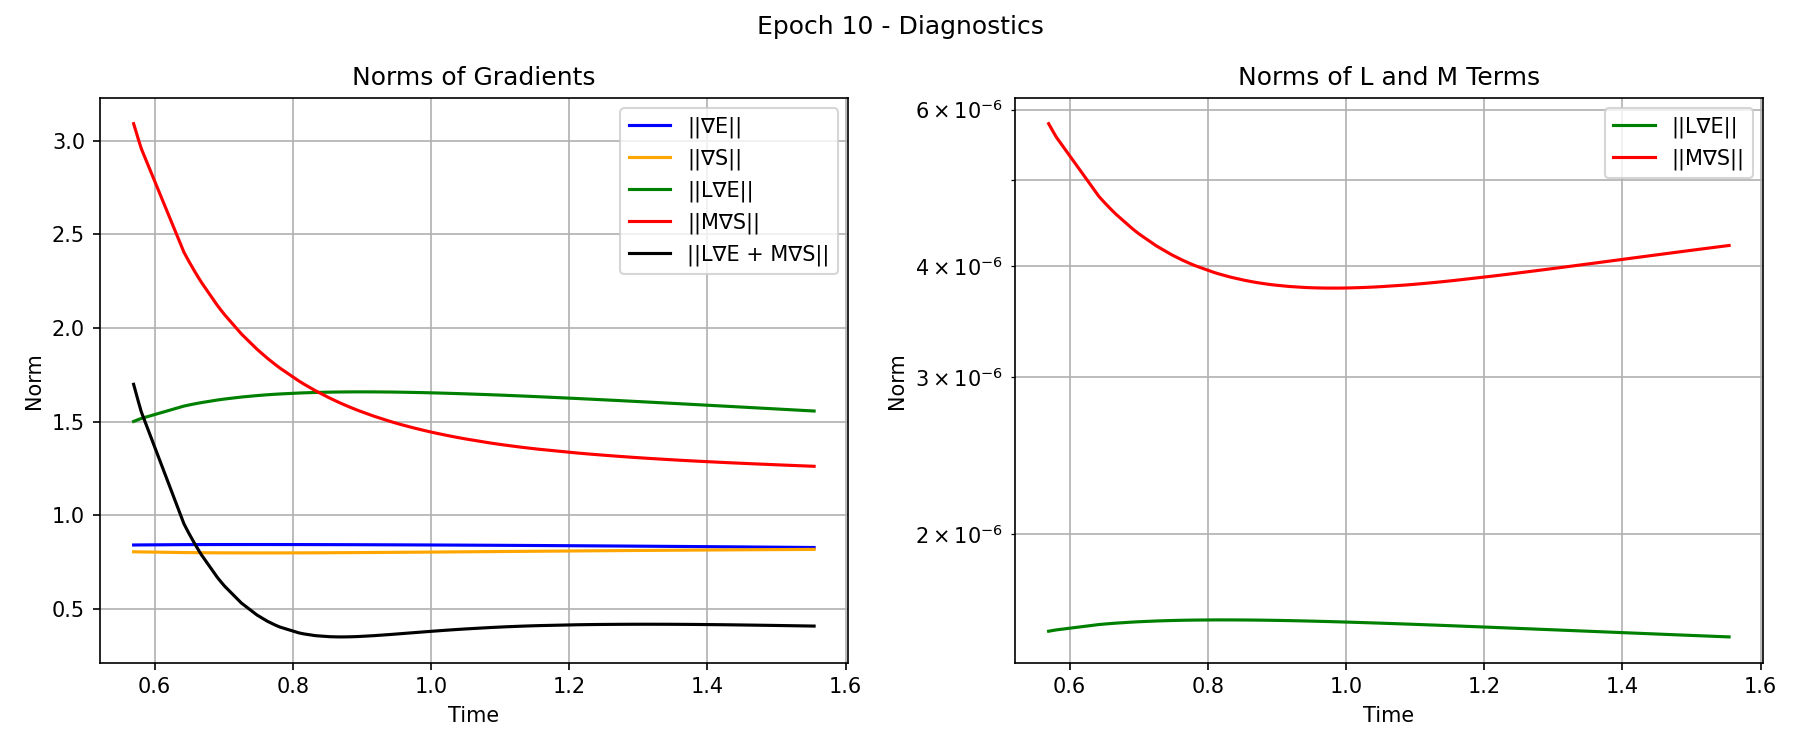 Epoch 10 - Diagnostics
Norms of Gradients
3.0
2.5
2.0
1.5
1.0
0.5
Norm
0.6
0.8
1.0
1.2
1.4
1.6
Time
||∇E||
||∇S||
||L∇E||
||M∇S||
||L∇E + M∇S||
Norms of L and M Terms
6 × 10⁻⁶
4 × 10⁻⁶
3 × 10⁻⁶
2 × 10⁻⁶
Norm
0.6
0.8
1.0
1.2
1.4
1.6
Time
||L∇E||
||M∇S||